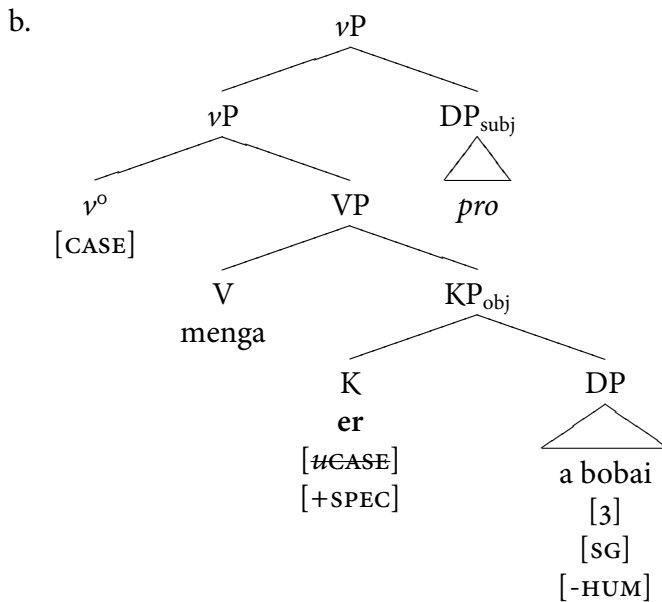 b.
vP
vP DPsubj
v° VP pro
[CASE]
V KPobj
menga
K DP
er
[uCASE] a bobai
[+SPEC] [3]
[SG]
[-HUM]